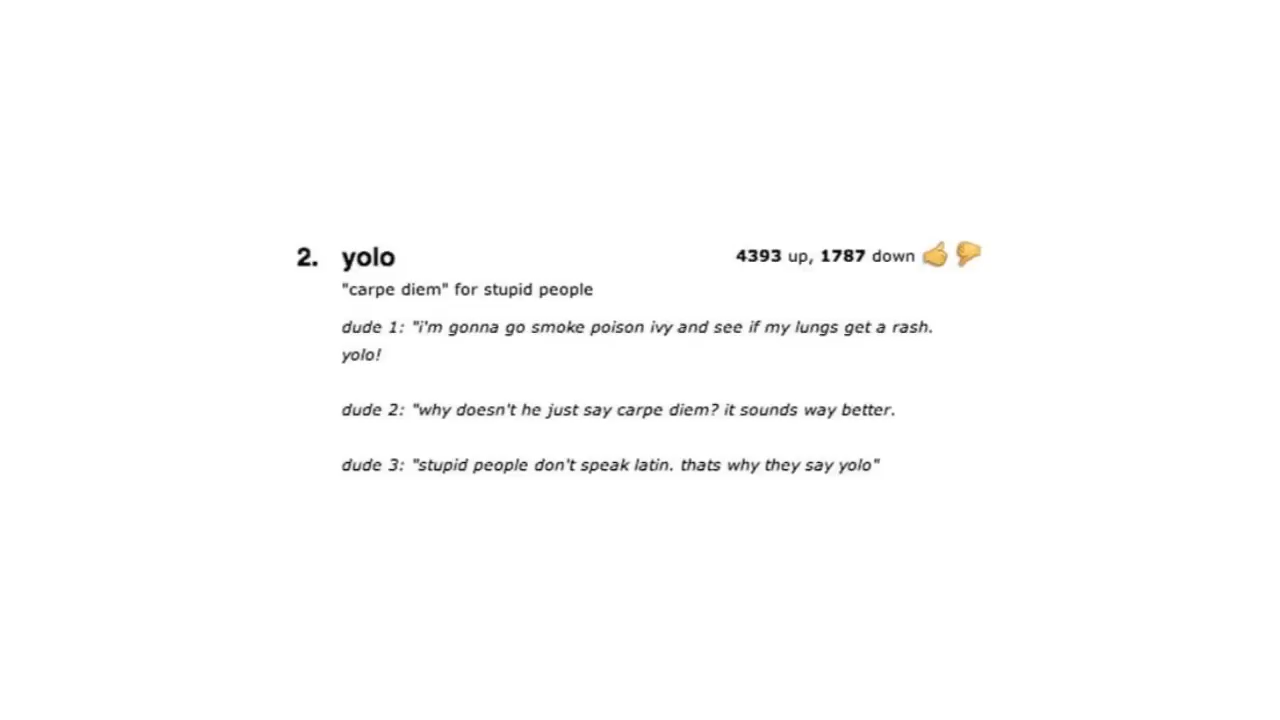 2. yolo 4393 up, 1787 down
"carpe diem" for stupid people
dude 1: "i'm gonna go smoke poison ivy and see if my lungs get a rash.
yolo!
dude 2: "why doesn't he just say carpe diem? it sounds way better.
dude 3: "stupid people don't speak latin. thats why they say yolo"